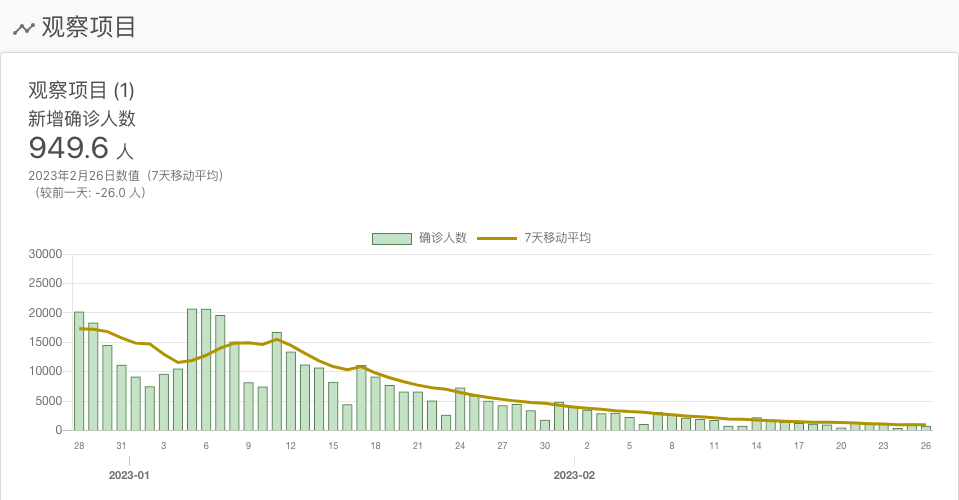 观察项目
观察项目 (1)
新增确诊人数
949.6 人
2023年2月26日数值（7天移动平均）
（较前一天: -26.0 人）
确诊人数 7天移动平均
30000
25000
20000
15000
10000
5000
0
28 31 3 6 9 12 15 18 21 24 27 30 2 5 8 11 14 17 20 23 26
2023-01 2023-02